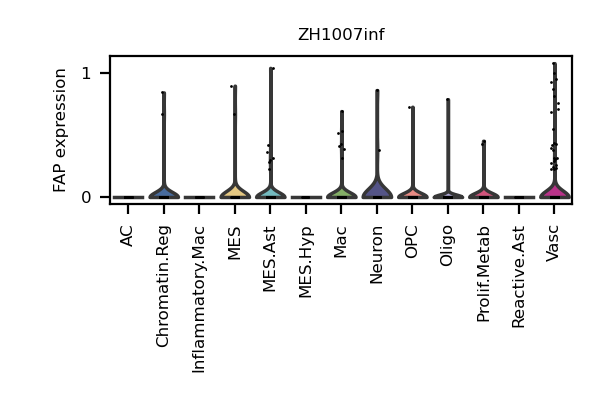 ZH1007inf
FAP expression
1
0
AC
Chromatin.Reg
Inflammatory.Mac
MES
MES.Ast
MES.Hyp
Mac
Neuron
OPC
Oligo
Prolif.Metab
Reactive.Ast
Vasc